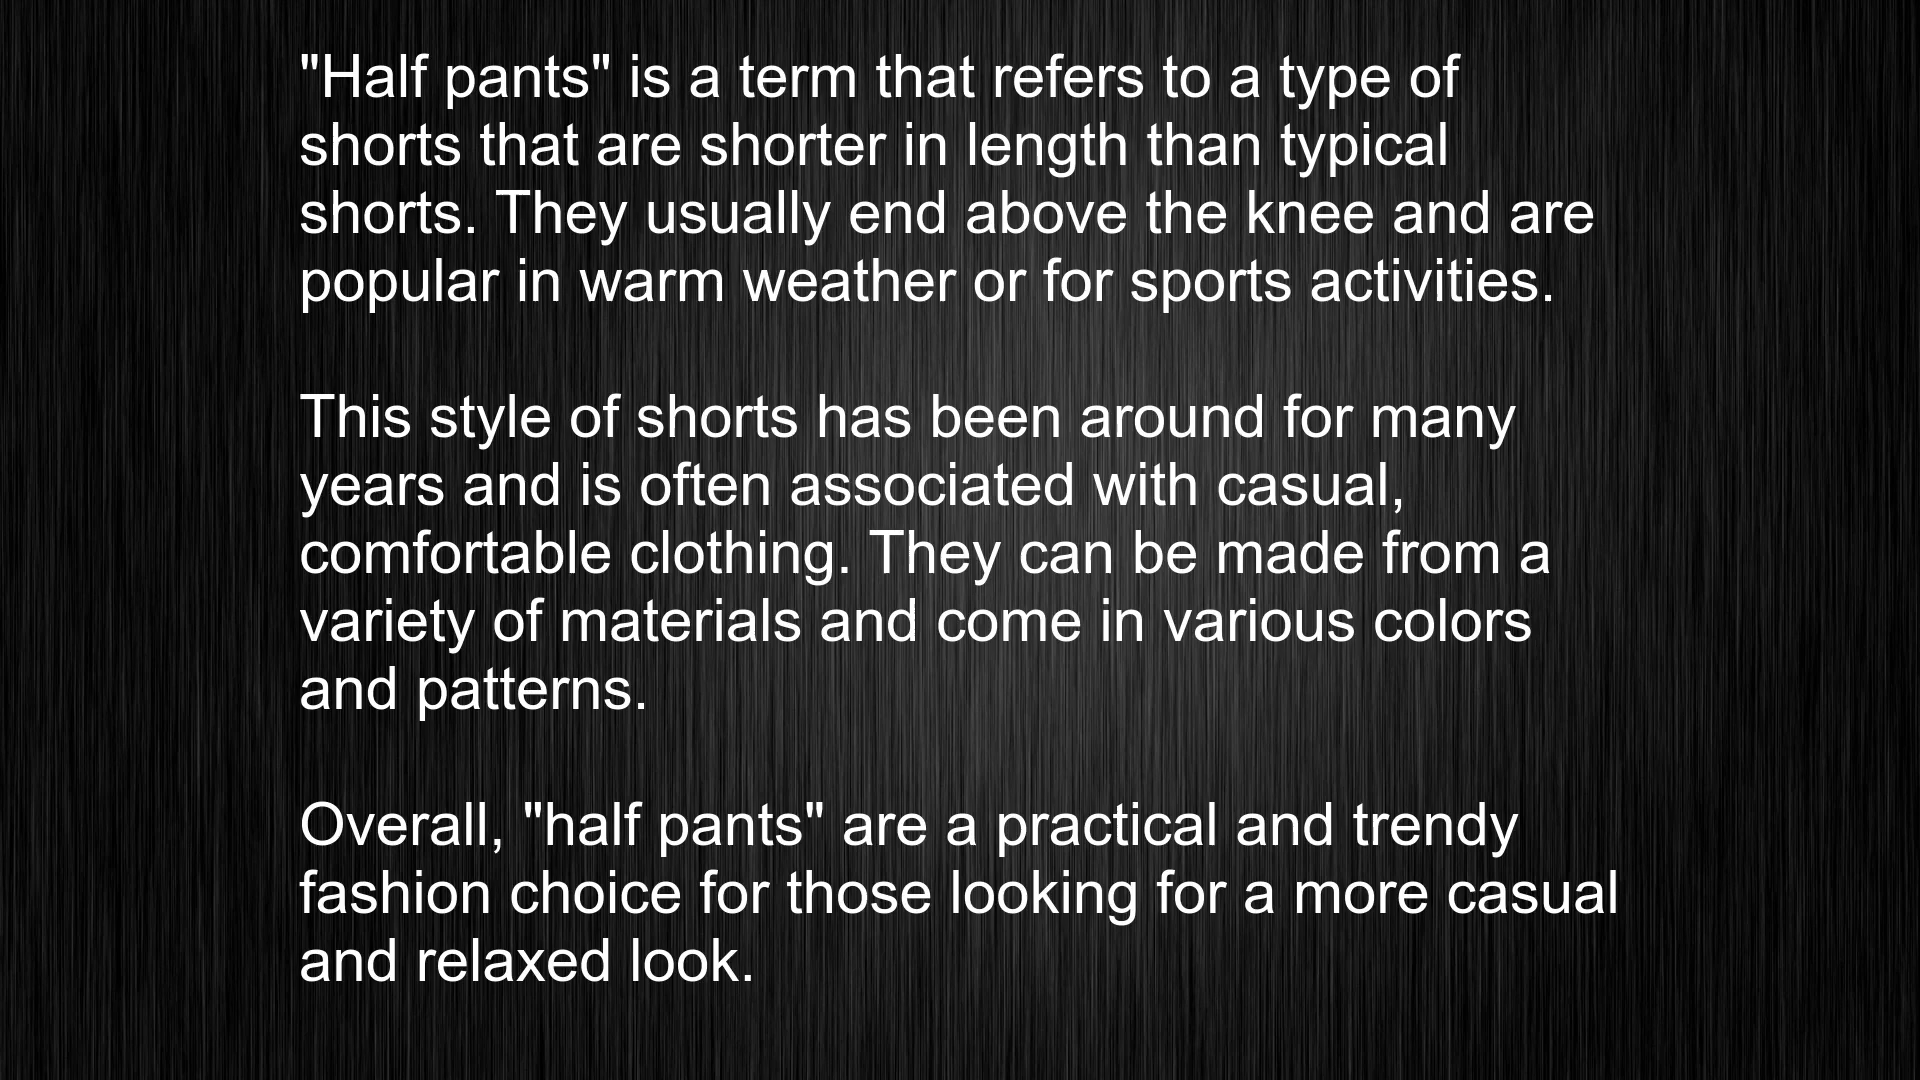 "Half pants" is a term that refers to a type of
shorts that are shorter in length than typical
shorts. They usually end above the knee and are
popular in warm weather or for sports activities.
This style of shorts has been around for many
years and is often associated with casual,
comfortable clothing. They can be made from a
variety of materials and come in various colors
and patterns.
Overall, "half pants" are a practical and trendy
fashion choice for those looking for a more casual
and relaxed look.